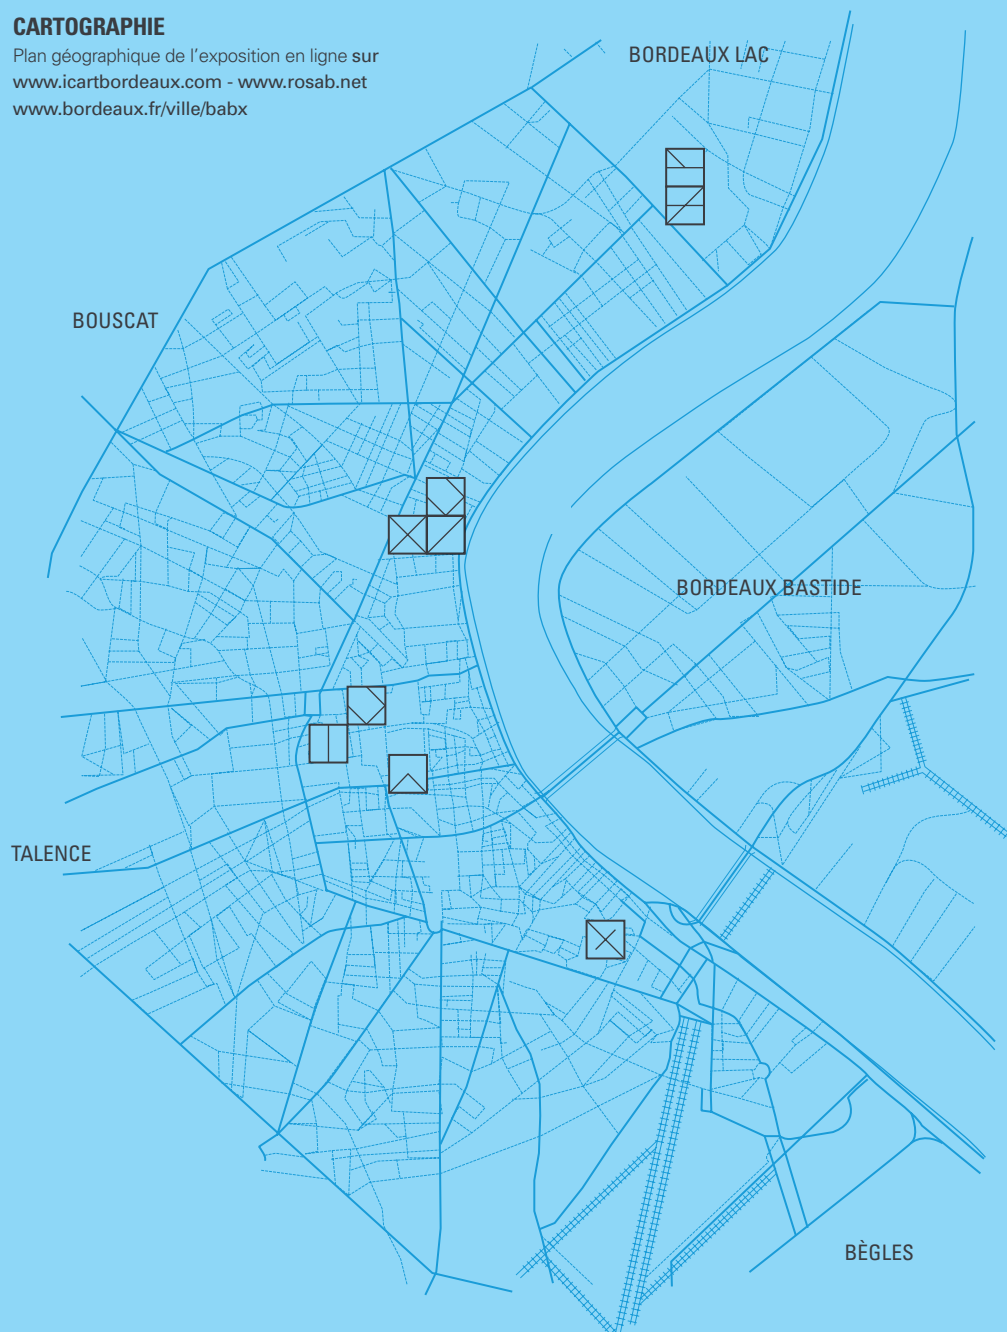 CARTOGRAPHIE
Plan géographique de l'exposition en ligne sur
www.icartbordeaux.com - www.rosab.net
www.bordeaux.fr/ville/babx
BORDEAUX LAC
BOUSCAT
BORDEAUX BASTIDE
TALENCE
BÈGLES